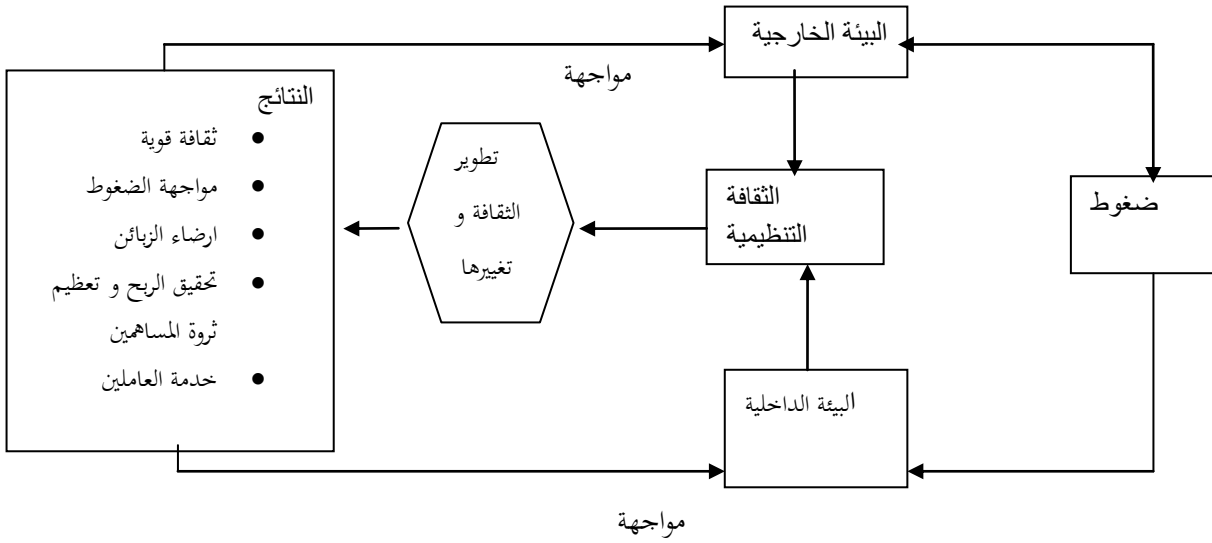 البيئة الخارجية
مواجهة
ضغوط
الثقافة
التنظيمية
تطوير
الثقافة و
تغييرها
النتائج
• ثقافة قوية
• مواجهة الضغوط
• ارضاء الزبائن
• تحقيق الربح و تعظيم
ثروة المساهمين
• خدمة العاملين
البيئة الداخلية
مواجهة